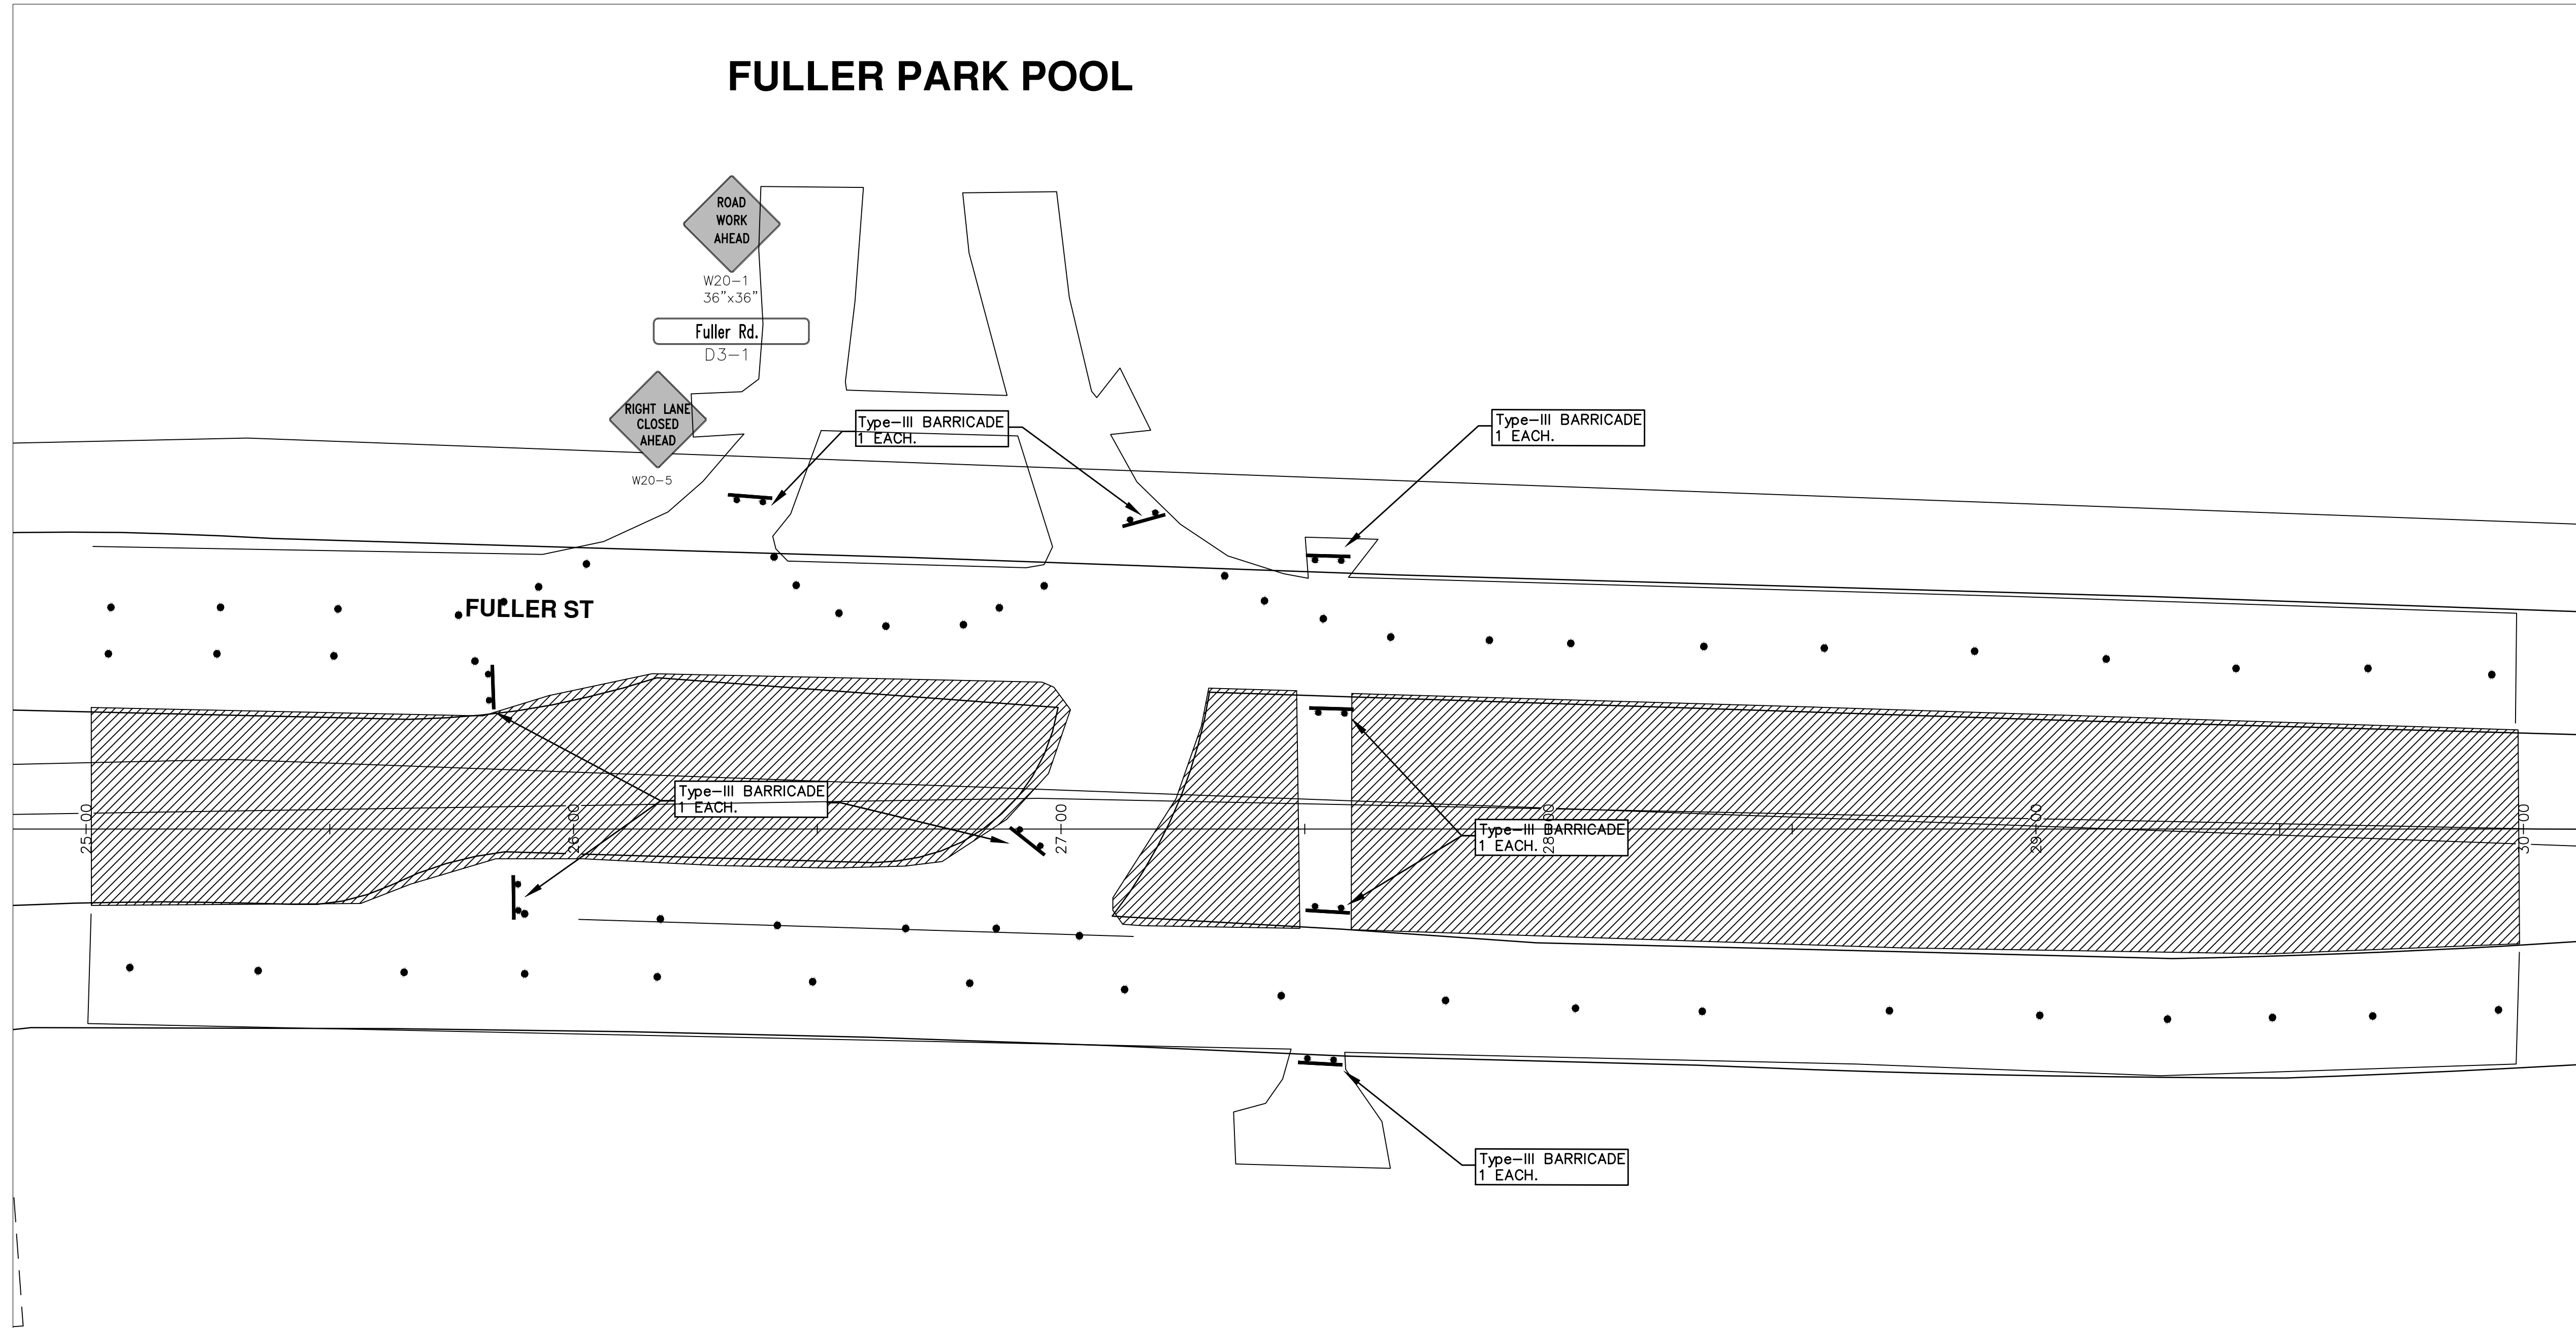 FULLER PARK POOL
ROAD
WORK
AHEAD
W20-1
36"x36"
Fuller Rd.
D3-1
RIGHT LANE
CLOSED
AHEAD
W20-5
Type-III BARRICADE
1 EACH.
Type-III BARRICADE
1 EACH.
FULLER ST
Type-III BARRICADE
1 EACH.
Type-III BARRICADE
1 EACH.
25-00
26-00
27-00
28-00
29-00
30-00
Type-III BARRICADE
1 EACH.